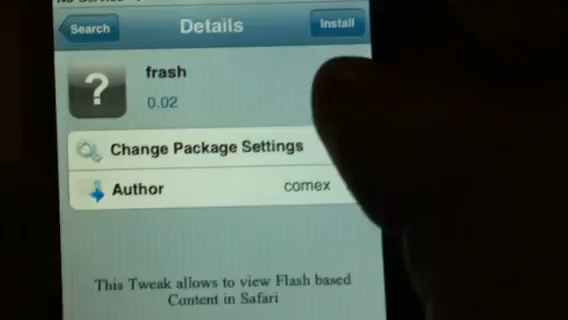 Search
Details
Install
?
frash
0.02
Change Package Settings
Author
comex
This Tweak allows to view Flash based
Content in Safari